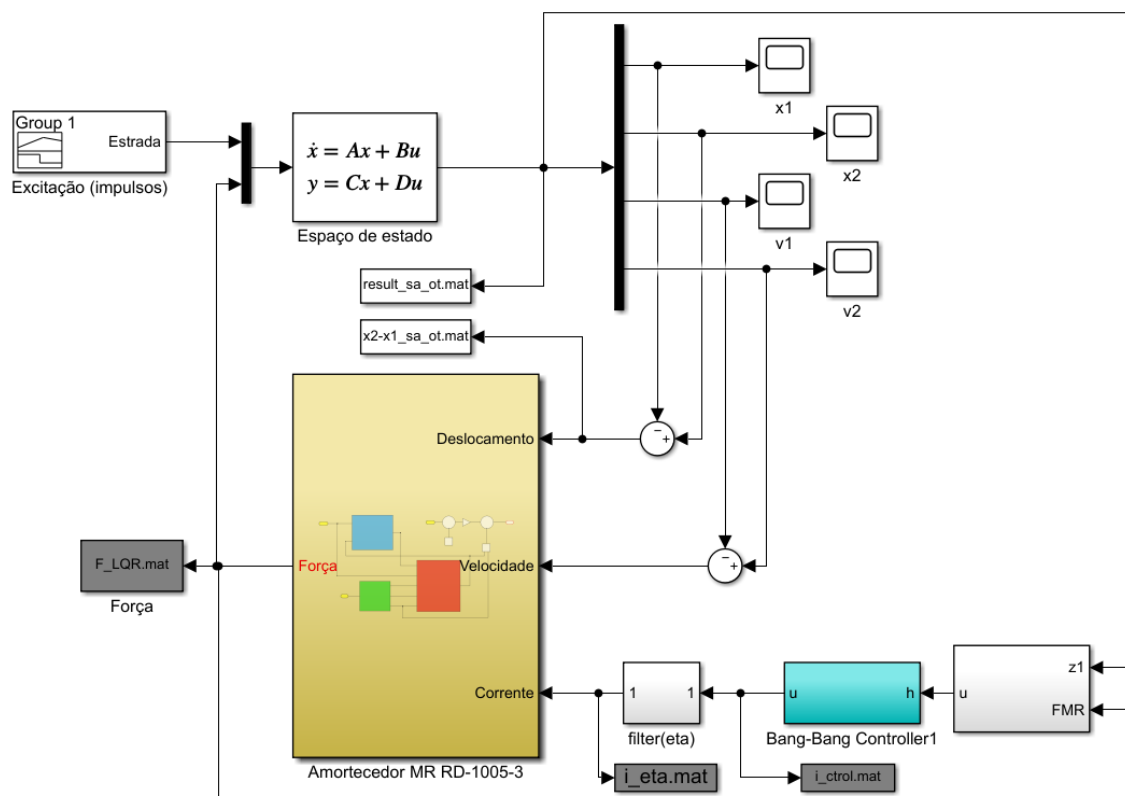 Group 1
Estrada
Excitação (impulsos)
ẋ = Ax + Bu
y = Cx + Du
Espaço de estado
x1
x2
v1
v2
result_sa_ot.mat
x2-x1_sa_ot.mat
−
+
Deslocamento
−
+
Velocidade
Força
F_LQR.mat
Força
Corrente
Amortecedor MR RD-1005-3
1
1
filter(eta)
i_eta.mat
u
h
Bang-Bang Controller1
i_ctrol.mat
u
z1
FMR